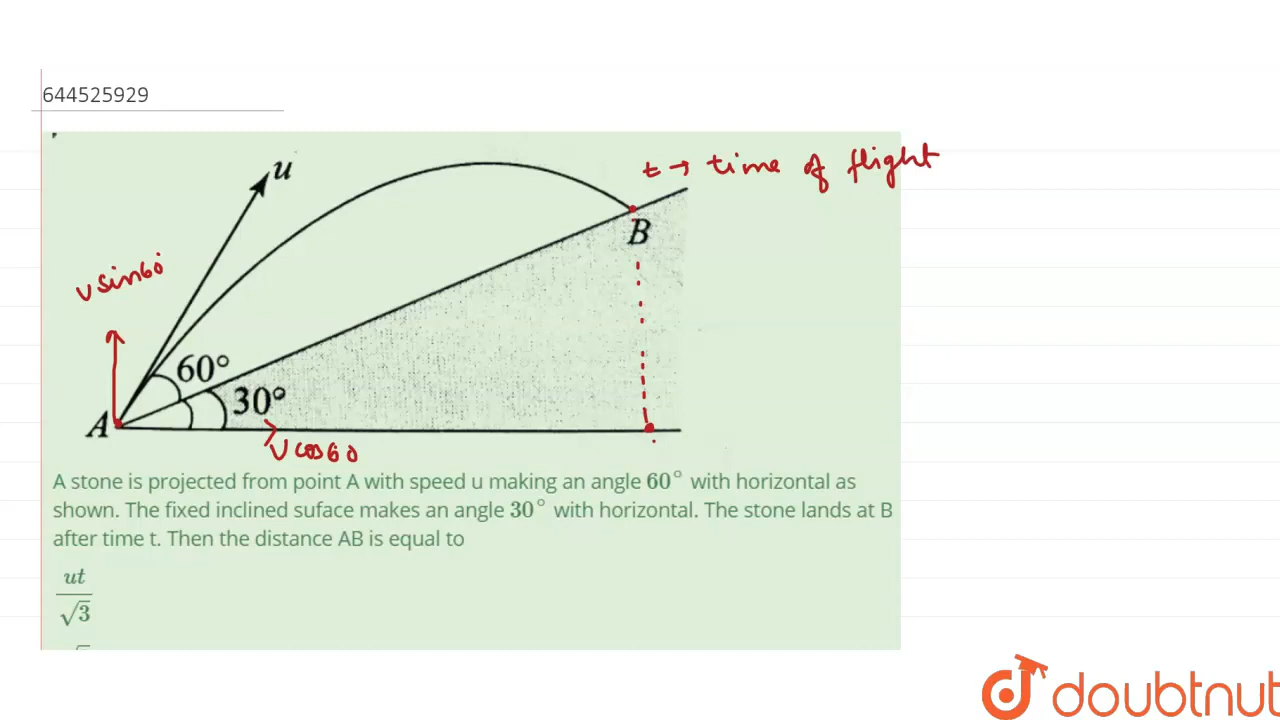 644525929
u
t → time of flight
B
v sin60°
60°
30°
A
v cos60
A stone is projected from point A with speed u making an angle 60° with horizontal as
shown. The fixed inclined suface makes an angle 30° with horizontal. The stone lands at B
after time t. Then the distance AB is equal to
ut
√3
doubtnut